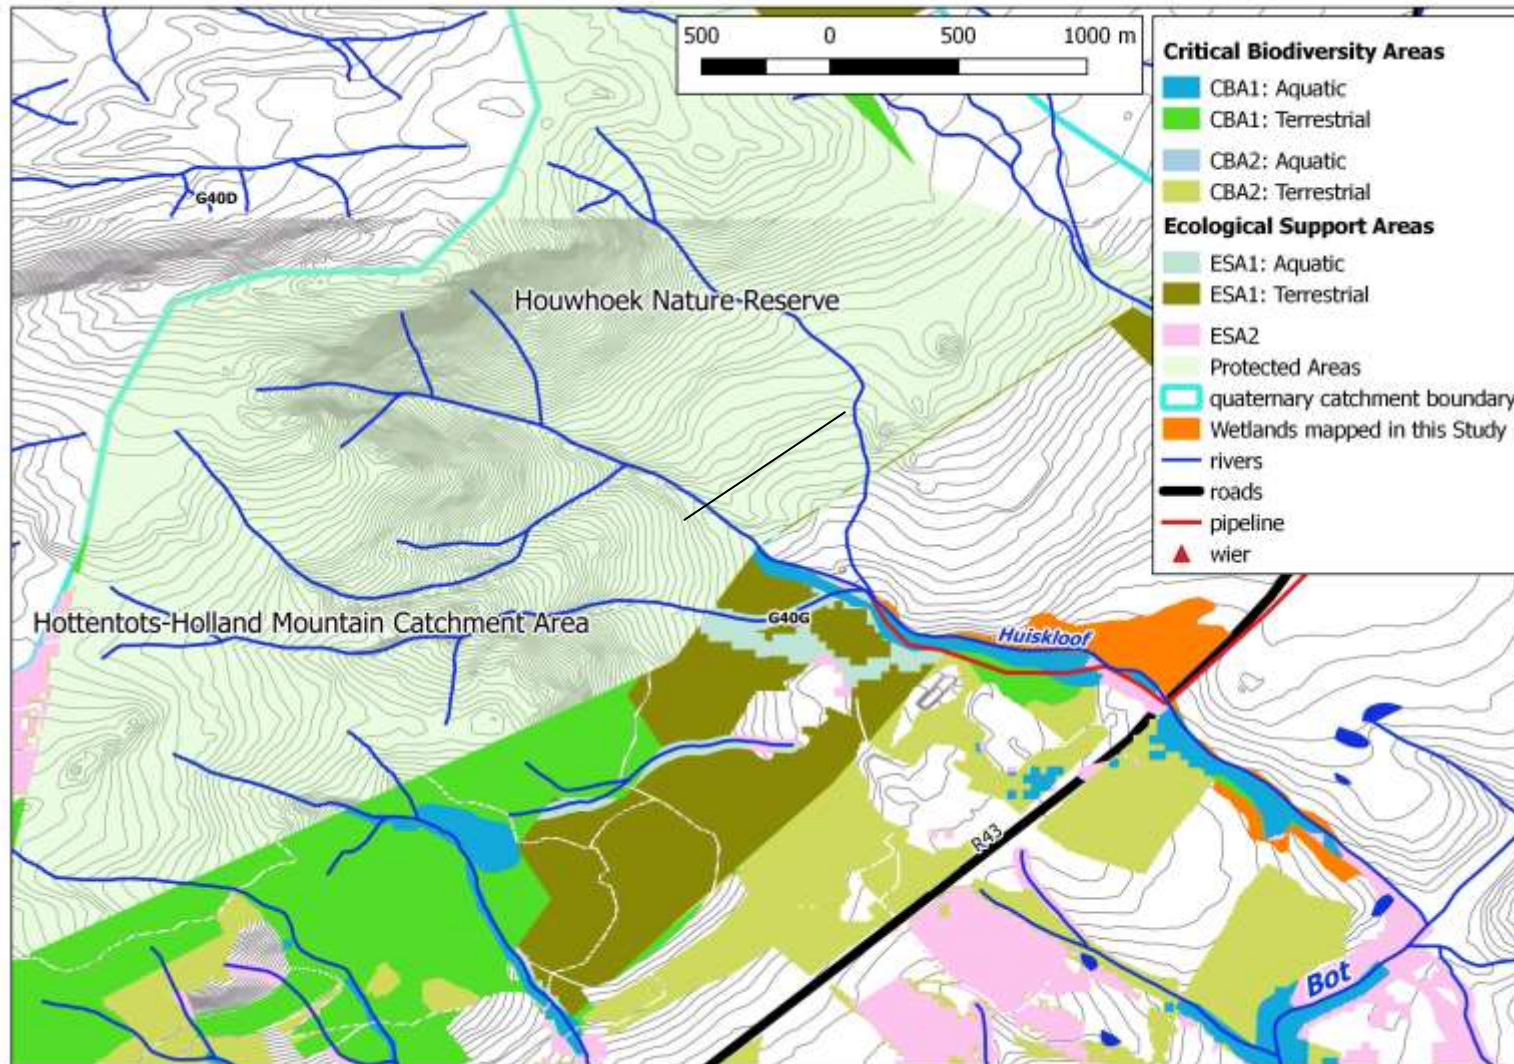 500 0 500 1000 m
Critical Biodiversity Areas
CBA1: Aquatic
CBA1: Terrestrial
CBA2: Aquatic
CBA2: Terrestrial
Ecological Support Areas
ESA1: Aquatic
ESA1: Terrestrial
ESA2
Protected Areas
quaternary catchment boundary
Wetlands mapped in this Study
rivers
roads
pipeline
wier
G40D
Houwhoek Nature Reserve
Hottentots-Holland Mountain Catchment Area
G40G
Huiskloof
R43
Bot